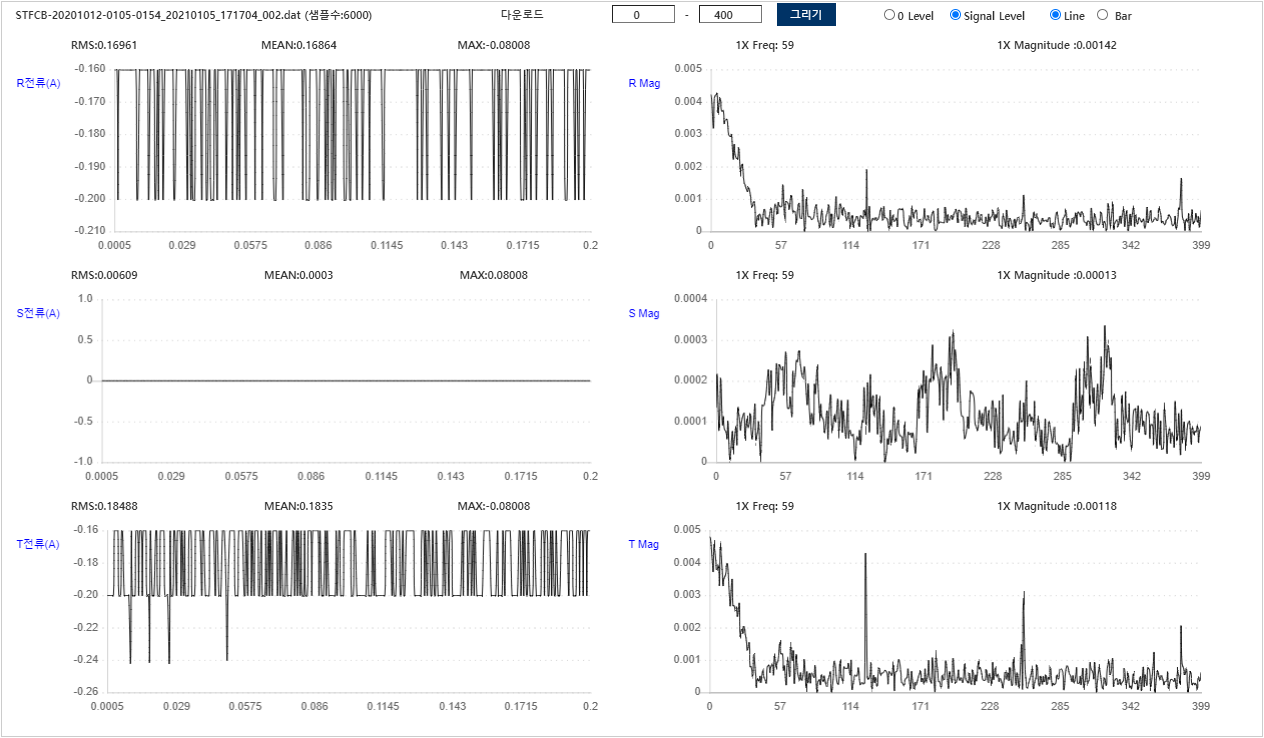 STFCB-20201012-0105-0154_20210105_171704_002.dat (샘플수:6000) 다운로드 0 - 400 그리기 0 Level Signal Level Line Bar
RMS:0.16961 MEAN:0.16864 MAX:-0.08008 1X Freq: 59 1X Magnitude :0.00142
R전류(A)
-0.160
-0.170
-0.180
-0.190
-0.200
-0.210
0.0005 0.029 0.0575 0.086 0.1145 0.143 0.1715 0.2
R Mag
0.005
0.004
0.003
0.002
0.001
0
0 57 114 171 228 285 342 399
RMS:0.00609 MEAN:0.0003 MAX:0.08008 1X Freq: 59 1X Magnitude :0.00013
S전류(A)
1.0
0.5
0
-0.5
-1.0
0.0005 0.029 0.0575 0.086 0.1145 0.143 0.1715 0.2
S Mag
0.0004
0.0003
0.0002
0.0001
0
0 57 114 171 228 285 342 399
RMS:0.18488 MEAN:0.1835 MAX:-0.08008 1X Freq: 59 1X Magnitude :0.00118
T전류(A)
-0.16
-0.18
-0.20
-0.22
-0.24
-0.26
0.0005 0.029 0.0575 0.086 0.1145 0.143 0.1715 0.2
T Mag
0.005
0.004
0.003
0.002
0.001
0
0 57 114 171 228 285 342 399